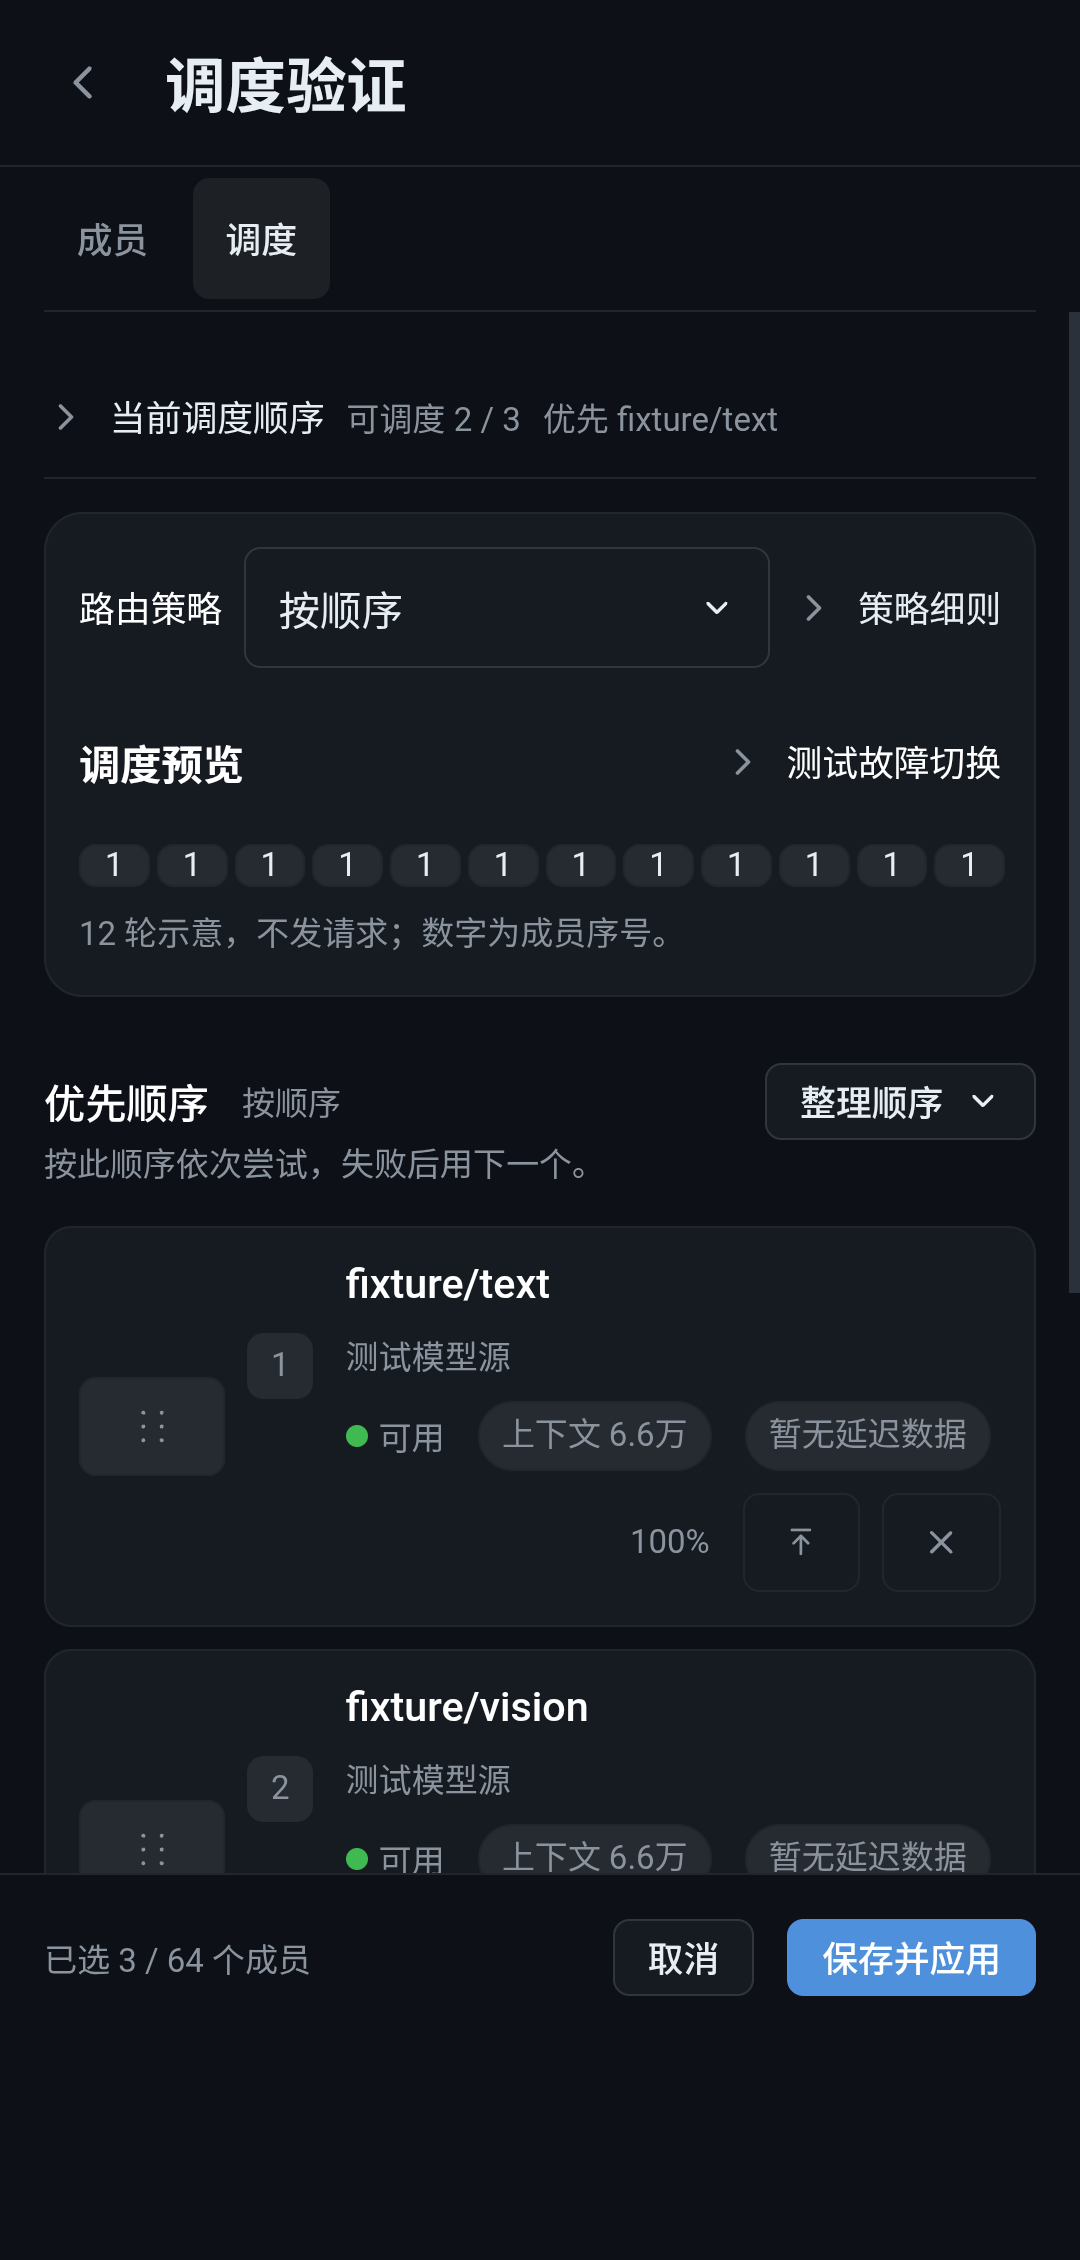 调度验证
成员 调度
当前调度顺序 可调度 2 / 3 优先 fixture/text
路由策略 按顺序 策略细则
调度预览 测试故障切换
1 1 1 1 1 1 1 1 1 1 1 1
12 轮示意，不发请求；数字为成员序号。
优先顺序 按顺序 整理顺序
按此顺序依次尝试，失败后用下一个。
fixture/text
1 测试模型源
可用 上下文 6.6万 暂无延迟数据
100%
fixture/vision
2 测试模型源
可用 上下文 6.6万 暂无延迟数据
已选 3 / 64 个成员 取消 保存并应用